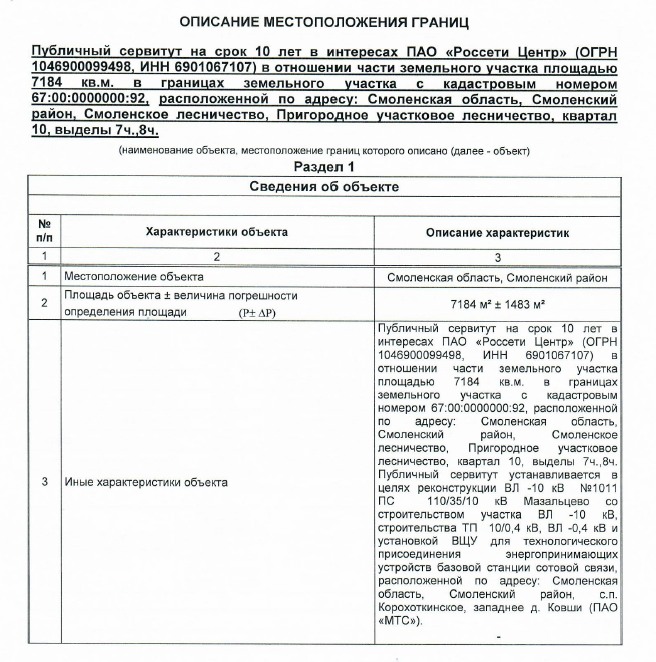 ОПИСАНИЕ МЕСТОПОЛОЖЕНИЯ ГРАНИЦ
Публичный сервитут на срок 10 лет в интересах ПАО «Россети Центр» (ОГРН
1046900099498, ИНН 6901067107) в отношении части земельного участка площадью
7184 кв.м. в границах земельного участка с кадастровым номером
67:00:0000000:92, расположенной по адресу: Смоленская область, Смоленский
район, Смоленское лесничество, Пригородное участковое лесничество, квартал
10, выделы 7ч.,8ч.
(наименование объекта, местоположение границ которого описано (далее - объект)
Раздел 1
Сведения об объекте
№
п/п
Характеристики объекта
Описание характеристик
1
2
3
1
Местоположение объекта
Смоленская область, Смоленский район
2
Площадь объекта ± величина погрешности
определения площади (P± ΔP)
7184 м² ± 1483 м²
3
Иные характеристики объекта
Публичный сервитут на срок 10 лет в
интересах ПАО «Россети Центр» (ОГРН
1046900099498, ИНН 6901067107) в
отношении части земельного участка
площадью 7184 кв.м. в границах
земельного участка с кадастровым
номером 67:00:0000000:92, расположенной
по адресу: Смоленская область,
Смоленский район, Смоленское
лесничество, Пригородное участковое
лесничество, квартал 10, выделы 7ч.,8ч.
Публичный сервитут устанавливается в
целях реконструкции ВЛ -10 кВ №1011
ПС 110/35/10 кВ Мазальцево со
строительством участка ВЛ -10 кВ,
строительства ТП 10/0,4 кВ, ВЛ -0,4 кВ и
установкой ВЩУ для технологического
присоединения энергопринимающих
устройств базовой станции сотовой связи,
расположенной по адресу: Смоленская
область, Смоленский район, с.п.
Корохоткинское, западнее д. Ковши (ПАО
«МТС»).
-